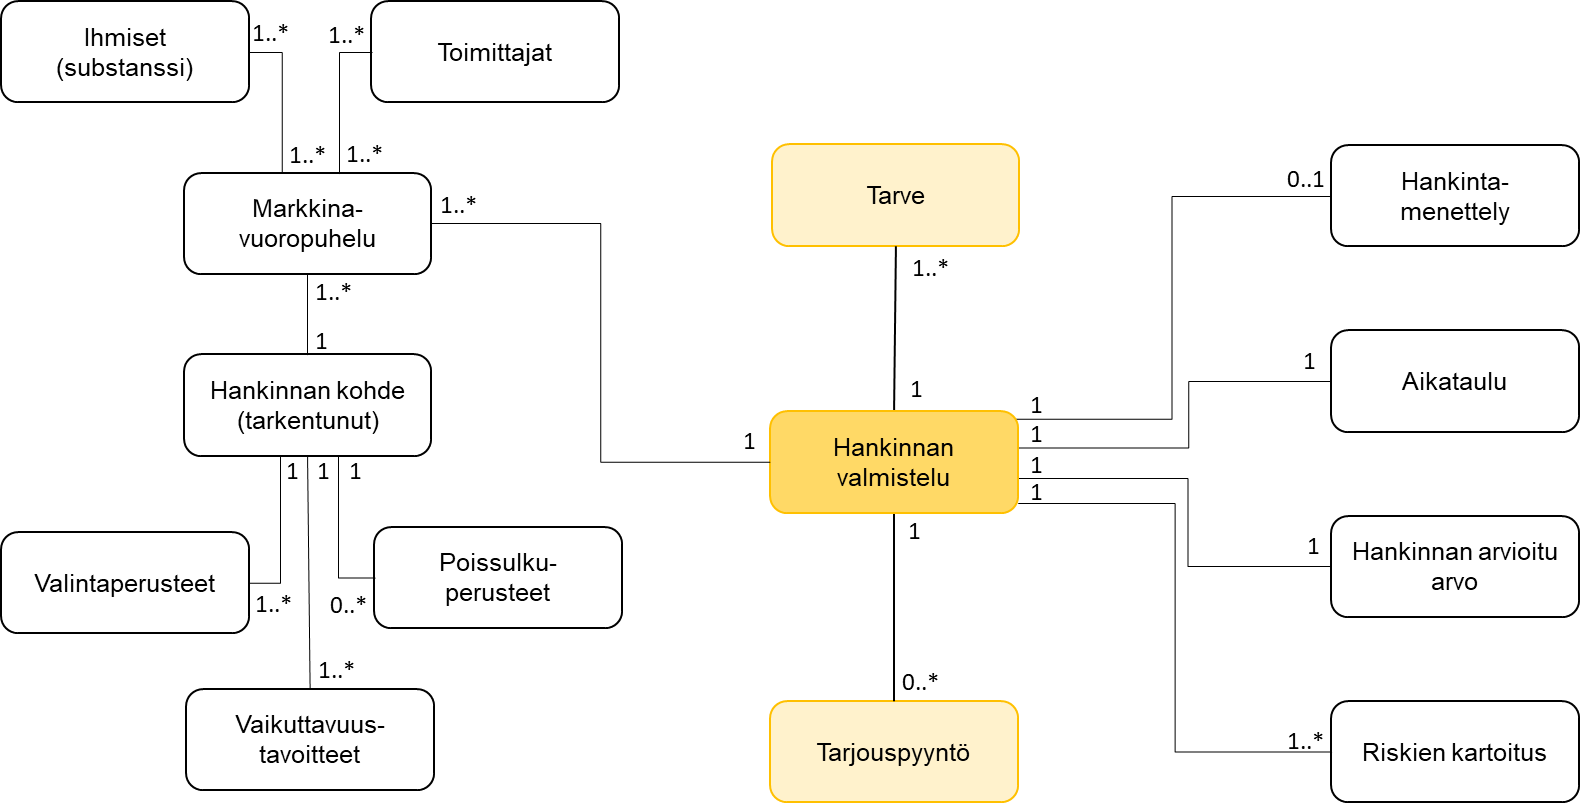 Ihmiset
(substanssi)
1..*
1..*
Toimittajat
1..*
1..*
Markkina-
vuoropuhelu
1..*
1..*
1
Hankinnan kohde
(tarkentunut)
1
1
1
Valintaperusteet
1..*
0..*
Poissulku-
perusteet
1..*
Vaikuttavuus-
tavoitteet
Tarve
1..*
1
1
Hankinnan
valmistelu
1
1
1
1
1
0..*
Tarjouspyyntö
0..1
Hankinta-
menettely
1
Aikataulu
1
Hankinnan arvioitu
arvo
1..*
Riskien kartoitus